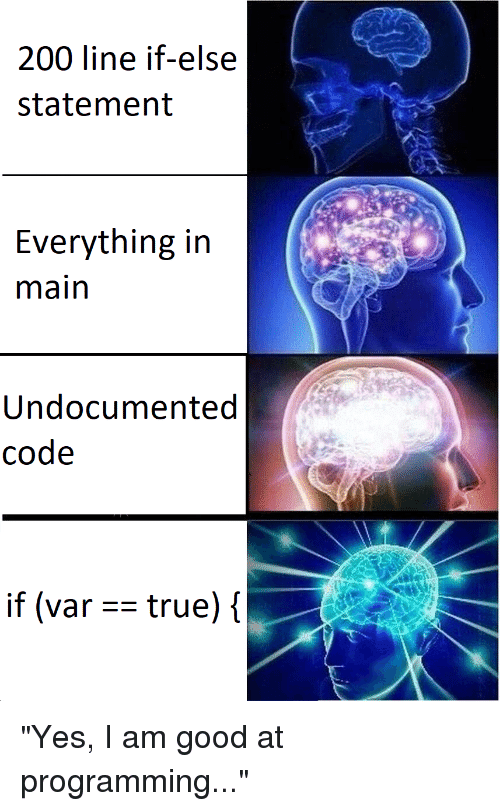 200 line if-else
statement
Everything in
main
Undocumented
code
if (var == true) {
"Yes, I am good at
programming..."